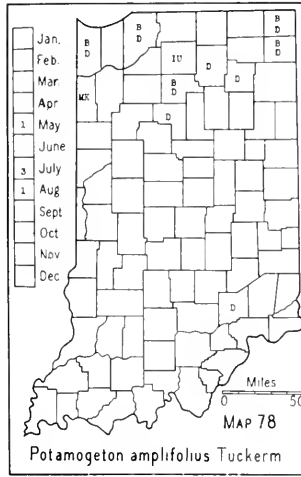 Jan.
Feb.
Mar.
Apr
1 May
June
3 July
1 Aug
Sept
Oct
Nov
Dec
B
D
B
D
B
D
IU
D
B
D
D
MK
B
D
D
D
Miles
0 50
MAP 78
Potamogeton amplifolius Tuckerm